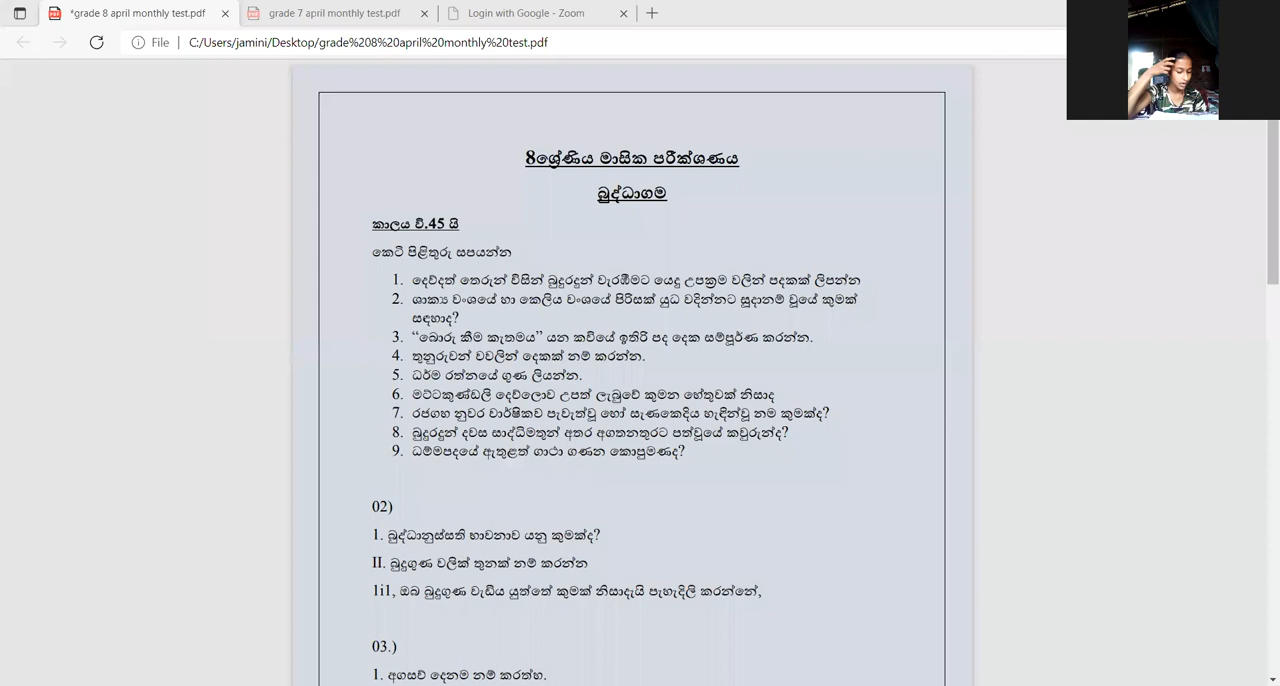 *grade 8 april monthly test.pdf
grade 7 april monthly test.pdf
Login with Google - Zoom
File
C:/Users/jamini/Desktop/grade%208%20april%20monthly%20test.pdf
8ශ්‍රේණිය මාසික පරීක්ශණය
බුද්ධාගම
කාලය වි.45 යි
කෙටි පිළිතුරු සපයන්න
1. දෙව්දත් තෙරුන් විසින් බුදුරදුන් වැරඹීමට යෙදූ උපක්‍රම වලින් පදකක් ලිපන්න
2. ශාක්‍ය වංශයේ හා කෙලිය වංශයේ පිරිසක් යුධ වදින්නට සූදානම් වූයේ කුමක්
සඳහාද?
3. “බොරු කීම කැතමය” යන කවියේ ඉතිරි පද දෙක සම්පූර්ණ කරන්න.
4. තුනුරුවන් වවලින් දෙකක් නම් කරන්න.
5. ධර්ම රත්නයේ ගුණ ලියන්න.
6. මට්ටකුණ්ඩලි දෙව්ලොව උපත් ලැබුවේ කුමන හේතුවක් නිසාද
7. රජගහ නුවර වාර්ෂිකව පැවැත්වූ හෝ සැණකෙදිය හැඳින්වූ නම කුමක්ද?
8. බුදුරදුන් දවස සාද්ධිමතුන් අතර අගතනතුරට පත්වූයේ කවුරුන්ද?
9. ධම්මපදයේ ඇතුළත් ගාථා ගණන කොපුමණද?
02)
1. බුද්ධානුස්සති භාවනාව යනු කුමක්ද?
II. බුදුගුණ වලික් තුනක් නම් කරන්න
1i1, ඔබ බුදුගුණ වැඩිය යුත්තේ කුමක් නිසාදැයි පැහැදිලි කරන්නේ,
03.)
1. අගසව් දෙනම නම් කරත්හ.